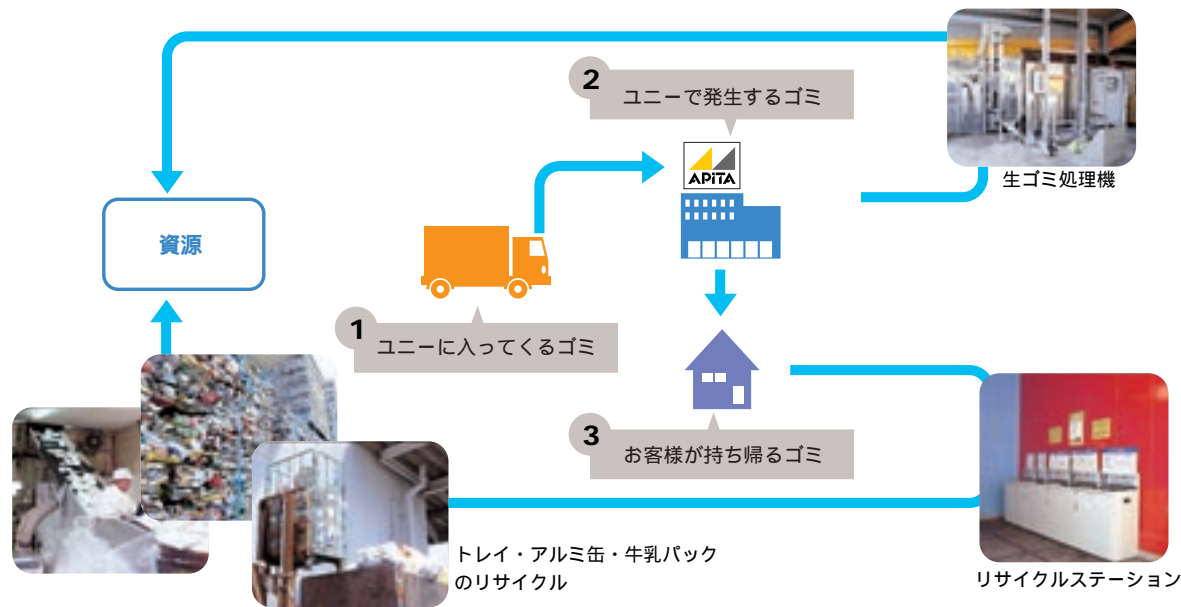 2
ユニーで発生するゴミ
APiTA
生ゴミ処理機
資源
1
ユニーに入ってくるゴミ
3
お客様が持ち帰るゴミ
トレイ・アルミ缶・牛乳パック
のリサイクル
リサイクルステーション